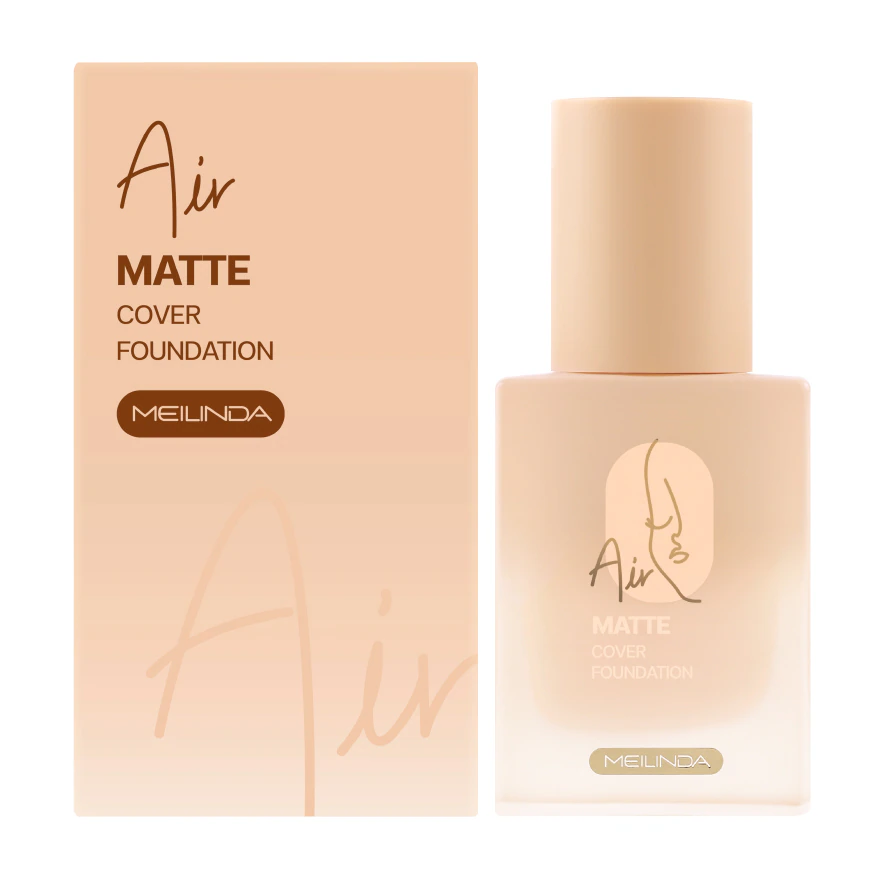 Air
MATTE
COVER
FOUNDATION
MEILINDA
Air
Air
MATTE
COVER
FOUNDATION
MEILINDA